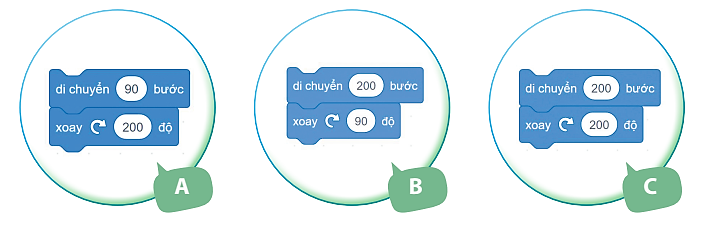 di chuyển 90 bước
xoay 200 độ
A
di chuyển 200 bước
xoay 90 độ
B
di chuyển 200 bước
xoay 200 độ
C